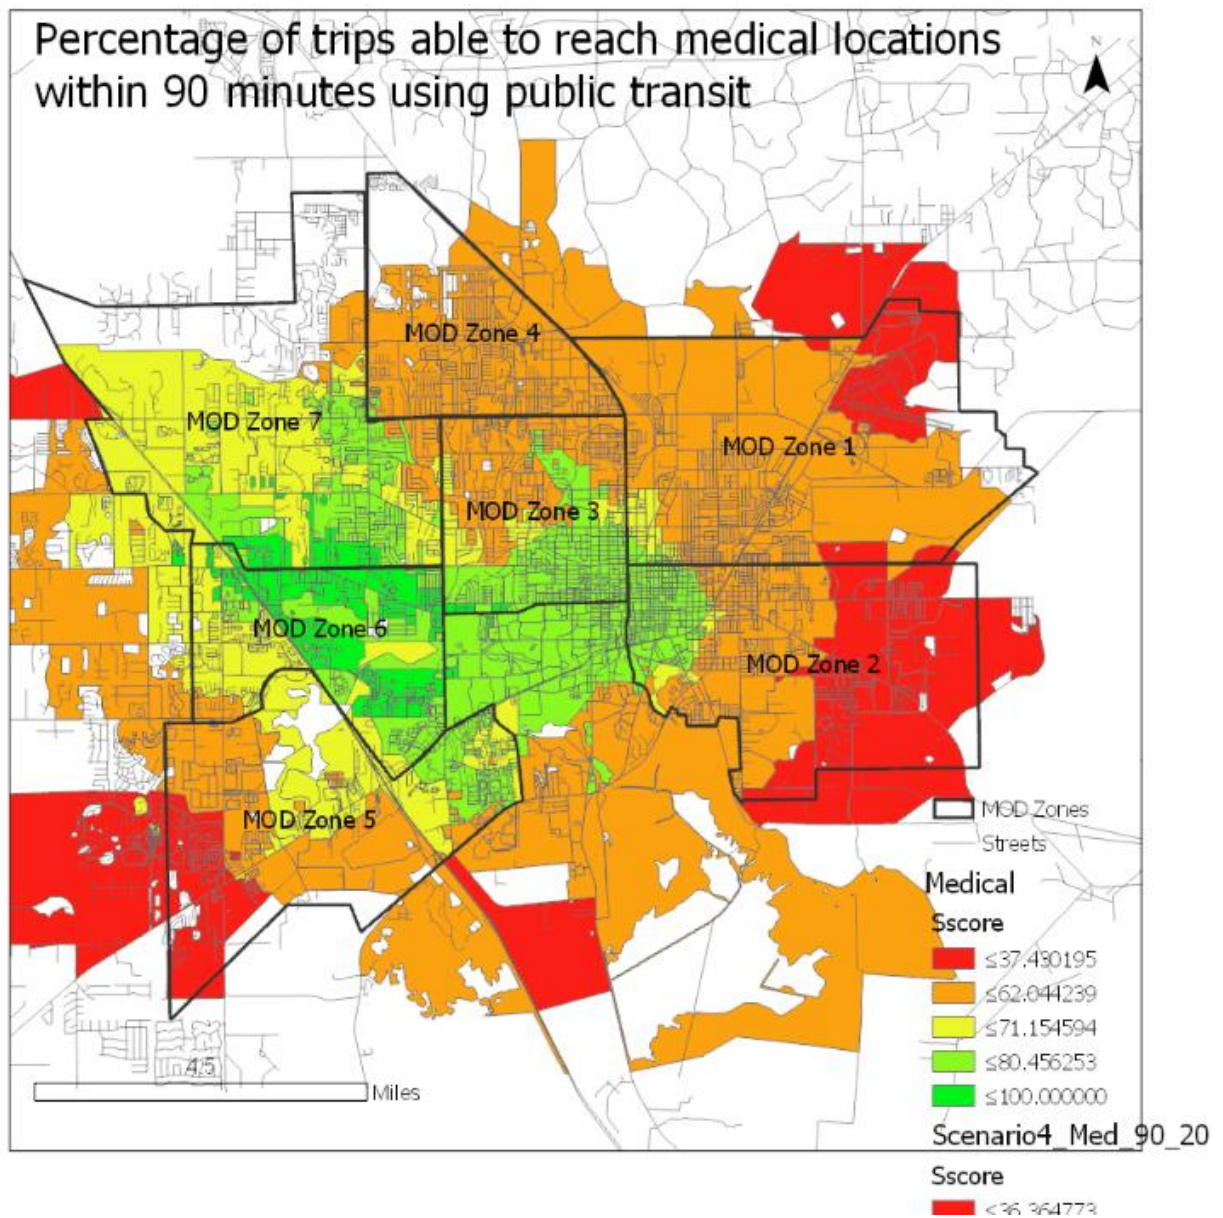 Percentage of trips able to reach medical locations
within 90 minutes using public transit
N
MOD Zone 4
MOD Zone 7
MOD Zone 1
MOD Zone 3
MOD Zone 6
MOD Zone 2
MOD Zone 5
MOD Zones
Streets
Medical
Sscore
≤37.430195
≤62.044239
≤71.154594
≤80.456253
≤100.000000
4.5
Miles
Scenario4_Med_90_20
Sscore
≤36.364773